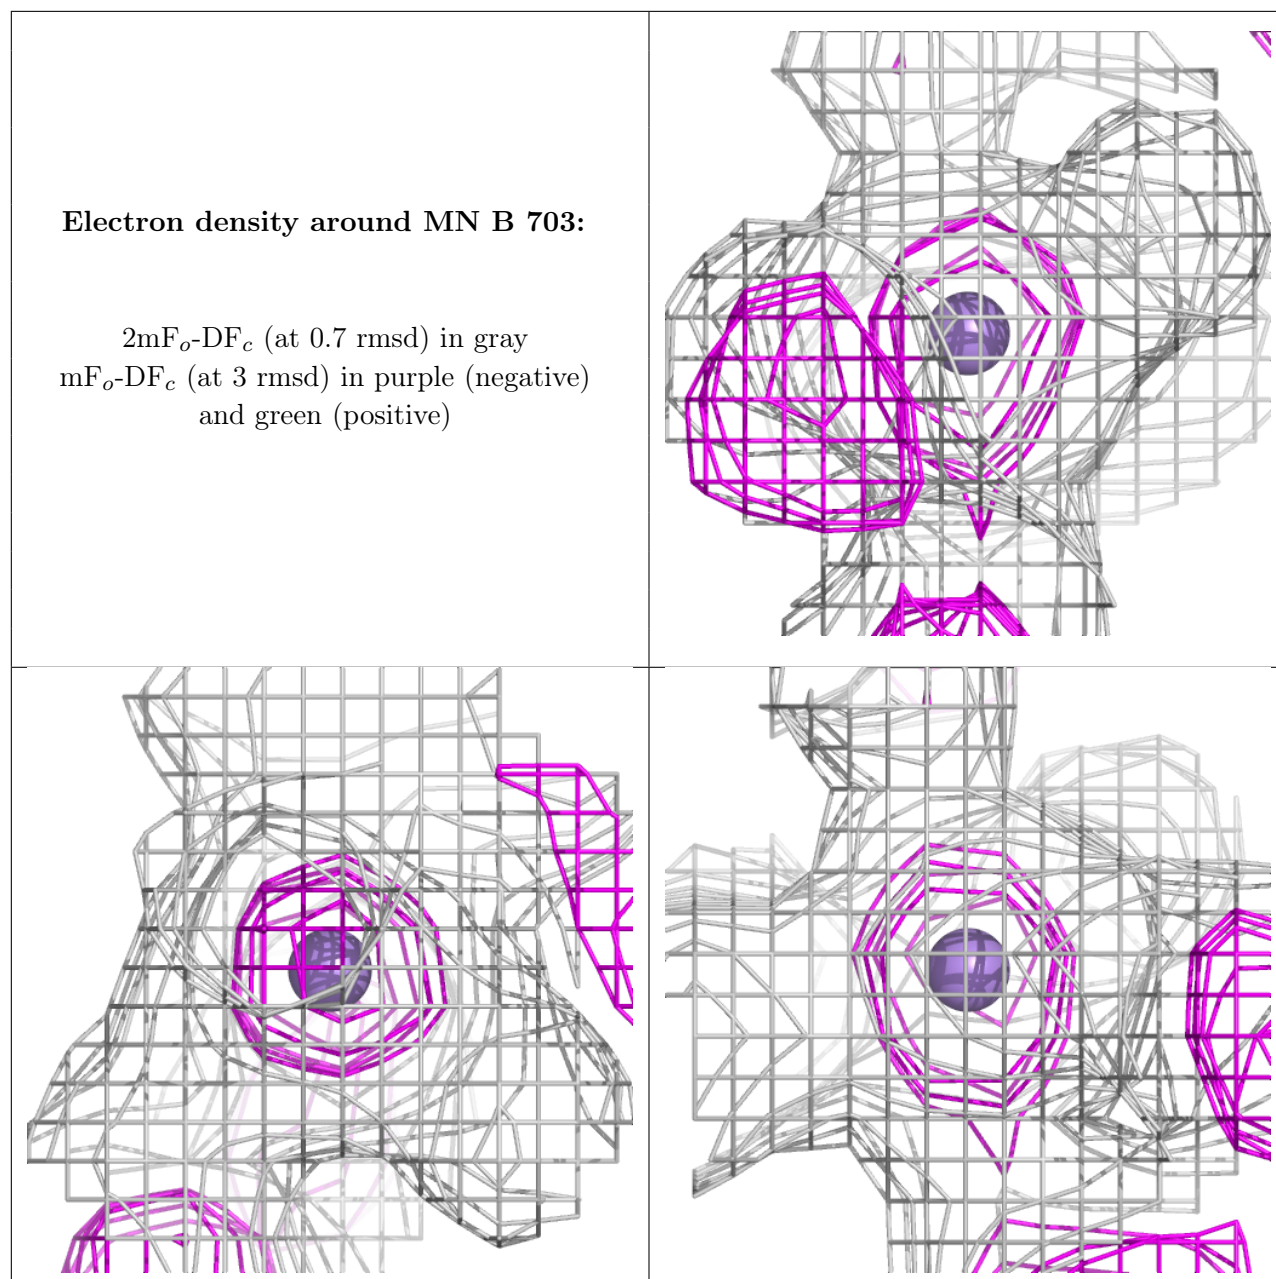 Electron density around MN B 703:
2mFₒ-DF𝒸 (at 0.7 rmsd) in gray
mFₒ-DF𝒸 (at 3 rmsd) in purple (negative)
and green (positive)